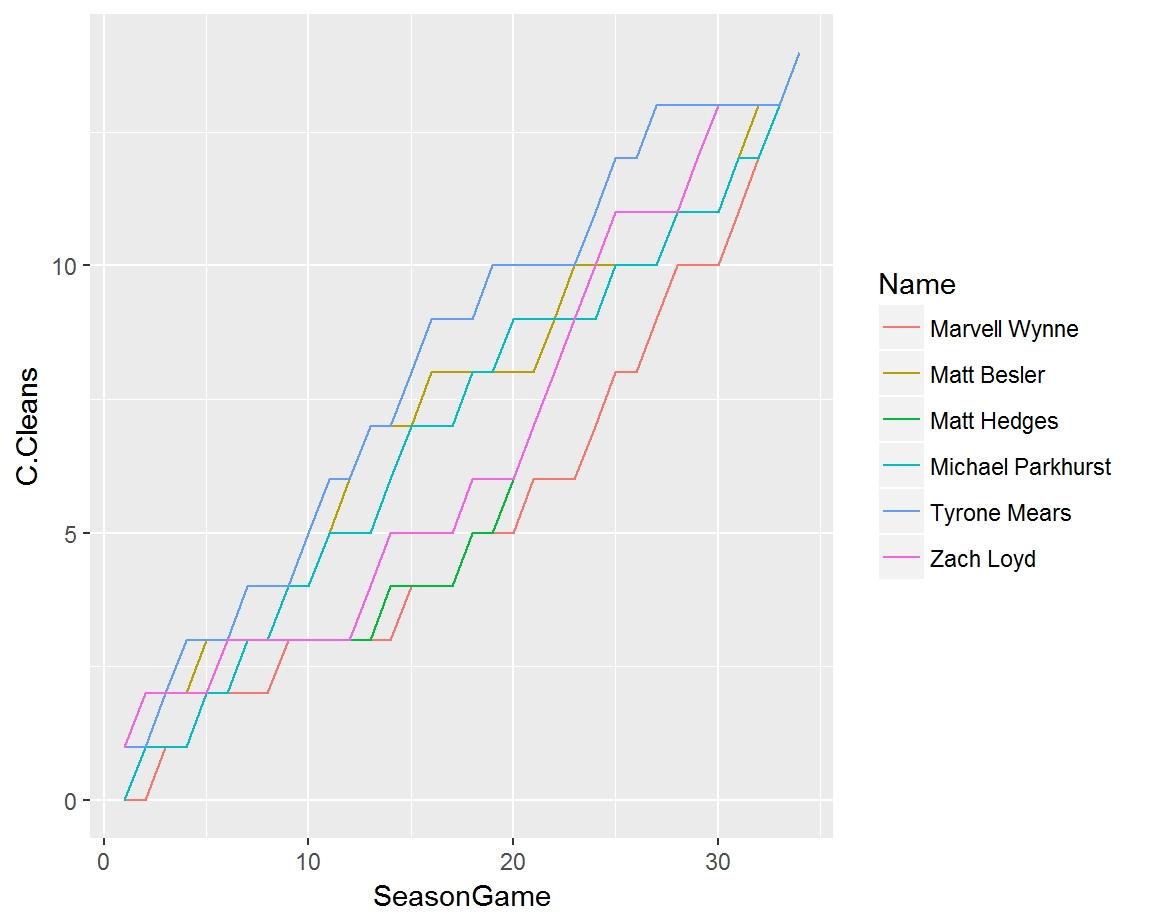 C.Cleans
10
5
0
0
10
20
30
SeasonGame
Name
Marvell Wynne
Matt Besler
Matt Hedges
Michael Parkhurst
Tyrone Mears
Zach Loyd